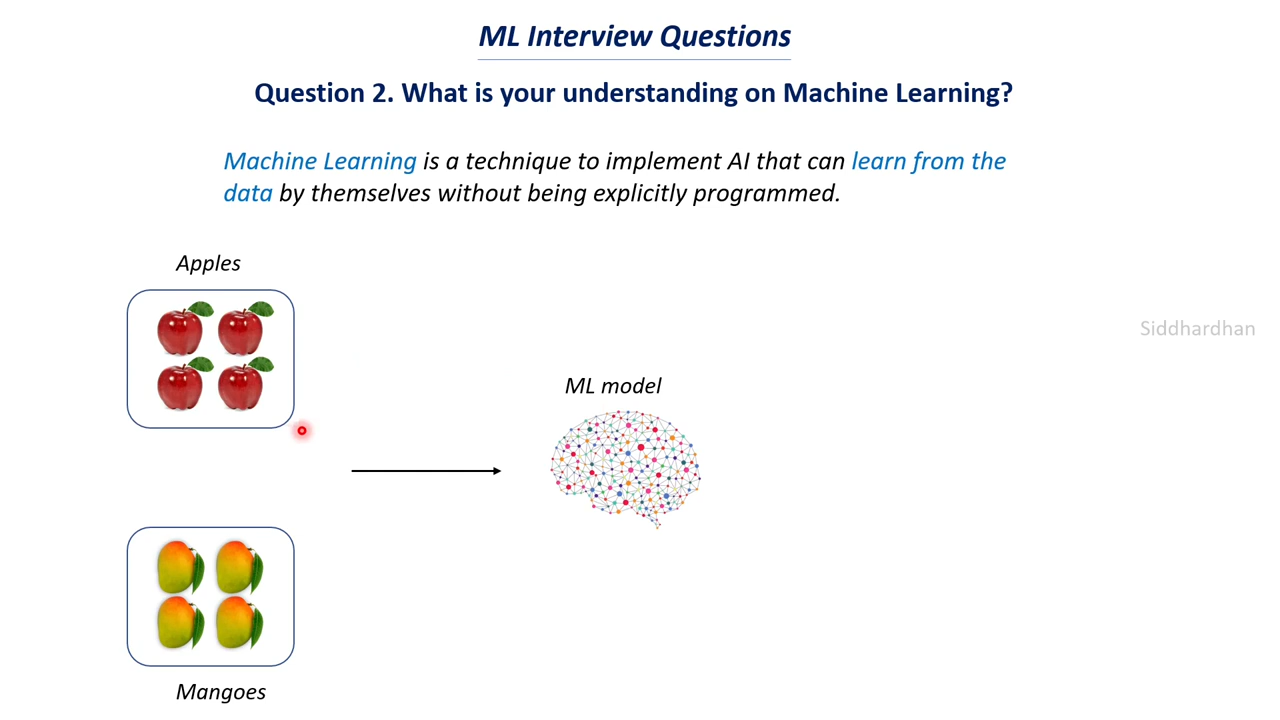 ML Interview Questions
Question 2. What is your understanding on Machine Learning?
Machine Learning is a technique to implement AI that can learn from the
data by themselves without being explicitly programmed.
Apples
Siddhardhan
ML model
Mangoes